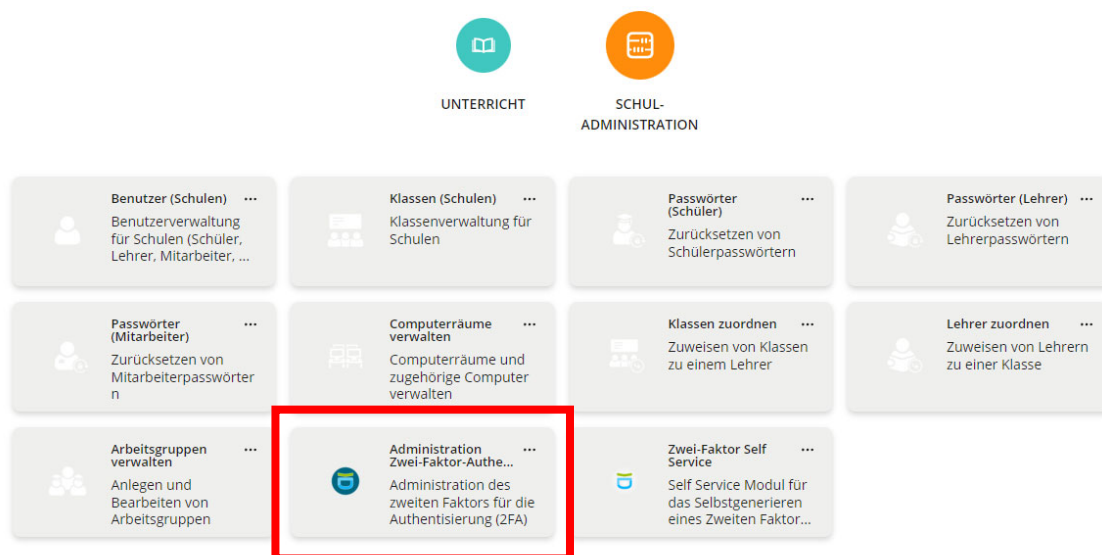 UNTERRICHT
SCHUL-
ADMINISTRATION
Benutzer (Schulen) ...
Benutzerverwaltung
für Schulen (Schüler,
Lehrer, Mitarbeiter, ...
Klassen (Schulen) ...
Klassenverwaltung für
Schulen
Passwörter
(Schüler) ...
Zurücksetzen von
Schülerpasswörtern
Passwörter (Lehrer) ...
Zurücksetzen von
Lehrerpasswörtern
Passwörter
(Mitarbeiter) ...
Zurücksetzen von
Mitarbeiterpasswörter
n
Computerräume
verwalten ...
Computerräume und
zugehörige Computer
verwalten
Klassen zuordnen ...
Zuweisen von Klassen
zu einem Lehrer
Lehrer zuordnen ...
Zuweisen von Lehrern
zu einer Klasse
Arbeitsgruppen
verwalten ...
Anlegen und
Bearbeiten von
Arbeitsgruppen
Administration
Zwei-Faktor-Authe... ...
Administration des
zweiten Faktors für die
Authentisierung (2FA)
Zwei-Faktor Self
Service ...
Self Service Modul für
das Selbstgenerieren
eines Zweiten Faktor...